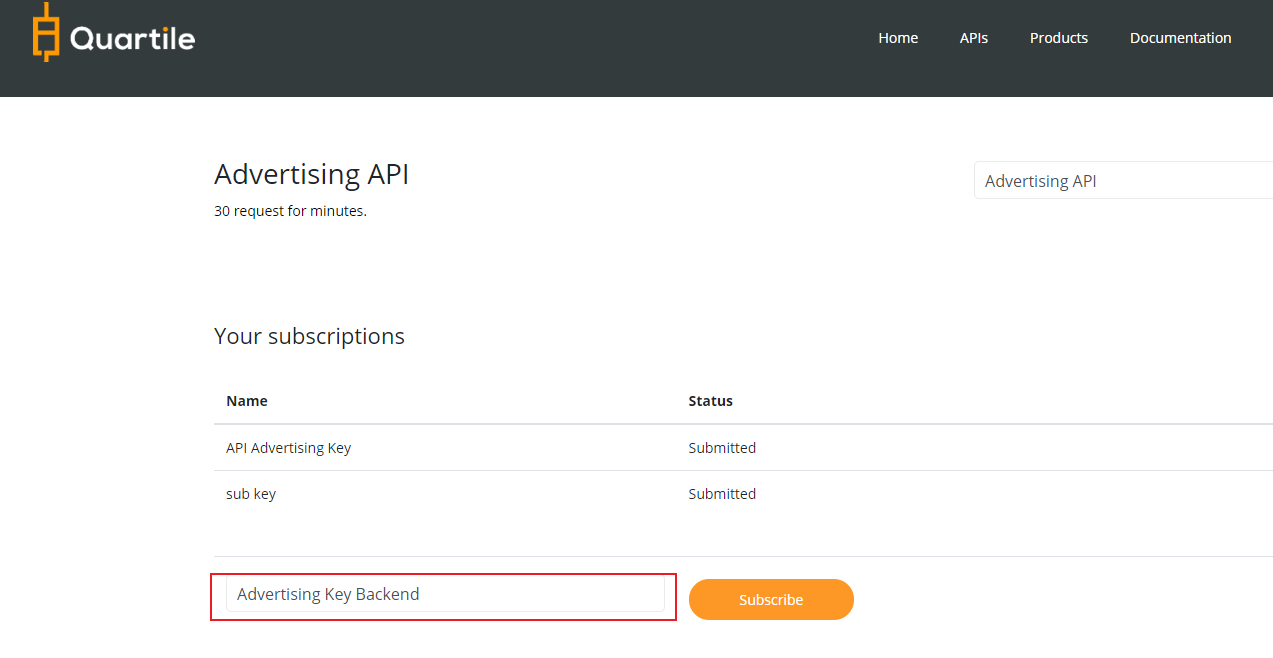 Quartile
Home APIs Products Documentation
Advertising API
Advertising API
30 request for minutes.
Your subscriptions
Name Status
API Advertising Key Submitted
sub key Submitted
Advertising Key Backend Subscribe